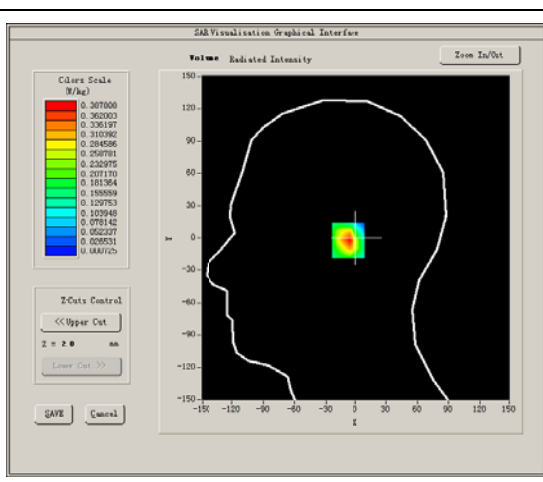 SAR Visualisation Graphical Interface
Volume Radiated Intensity
Zoom In/Out
Colors Scale
(W/kg)
0.387808
0.362003
0.336197
0.310392
0.284586
0.258781
0.232975
0.207170
0.181364
0.155559
0.129753
0.103948
0.078142
0.052337
0.026531
0.000725
Z-Cuts Control
<<Upper Cut
Z = 2.0 mm
Lower Cut >>
SAVE Cancel
150
120
90
60
30
0
-30
-60
-90
-120
-150
Y
-150 -120 -90 -60 -30 0 30 60 90 120 150
X